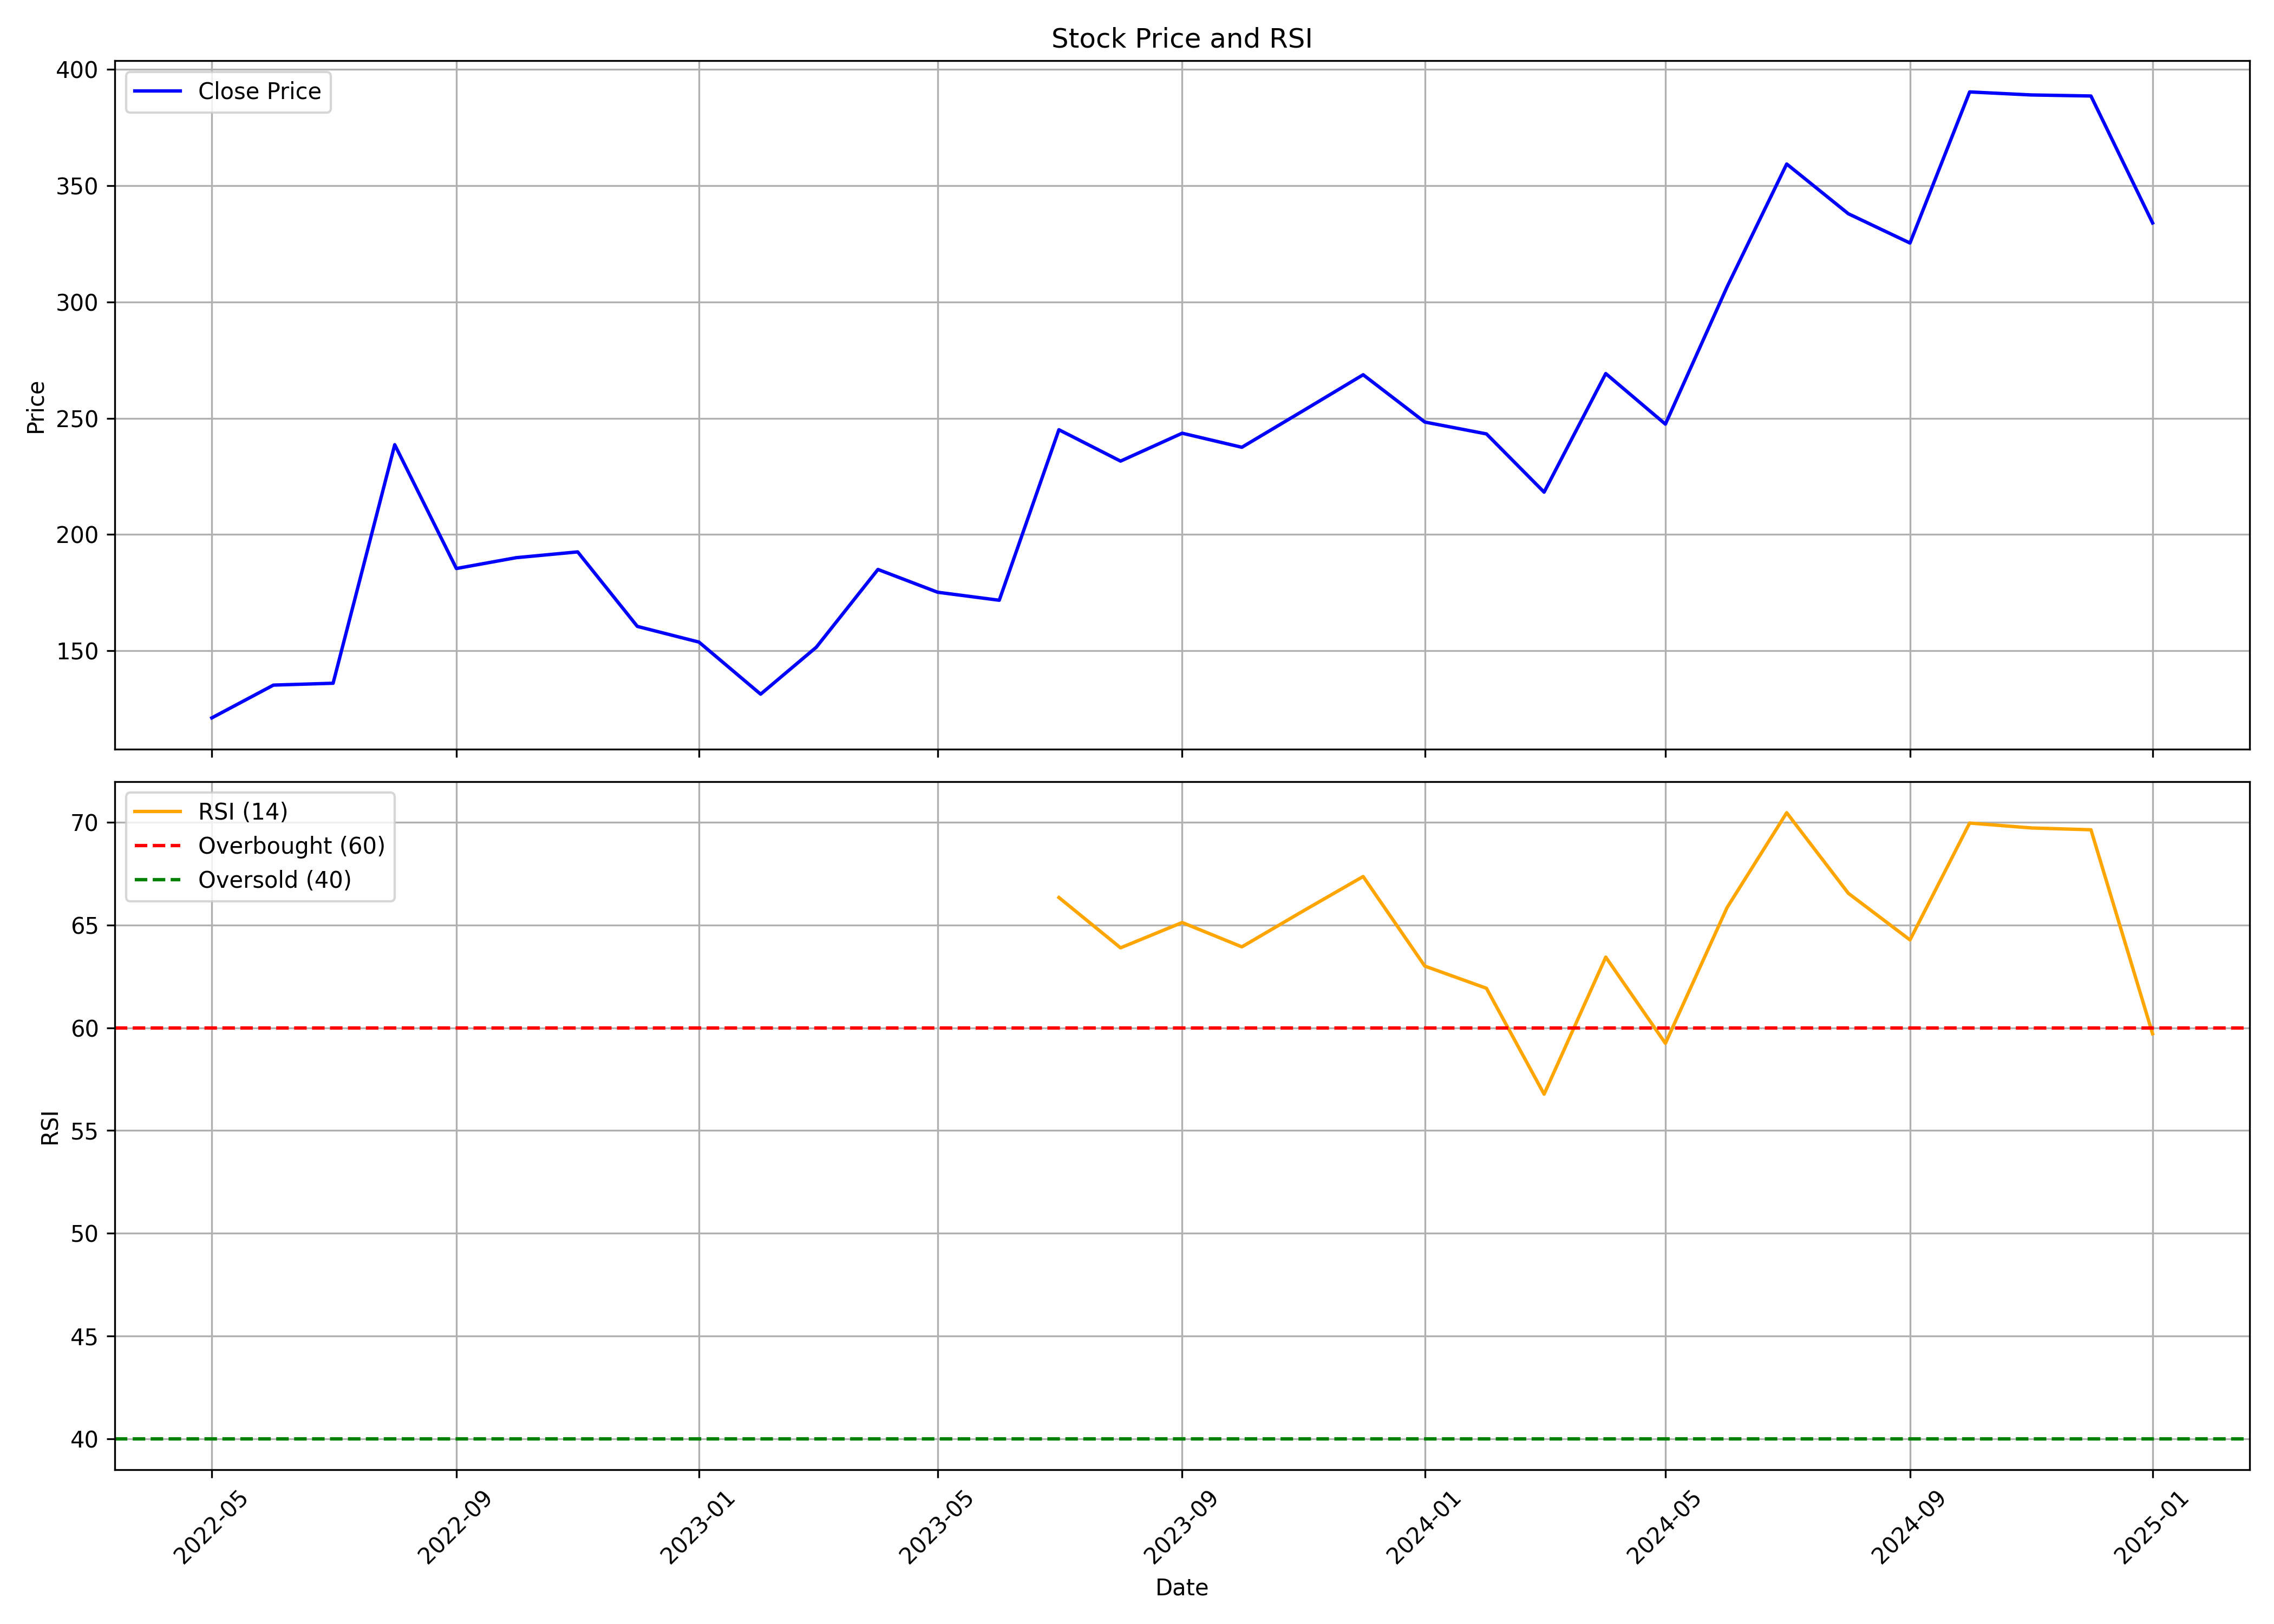 Stock Price and RSI
Close Price
400
350
300
250
200
150
Price
RSI (14)
Overbought (60)
Oversold (40)
70
65
60
55
50
45
40
RSI
2022-05
2022-09
2023-01
2023-05
2023-09
2024-01
2024-05
2024-09
2025-01
Date